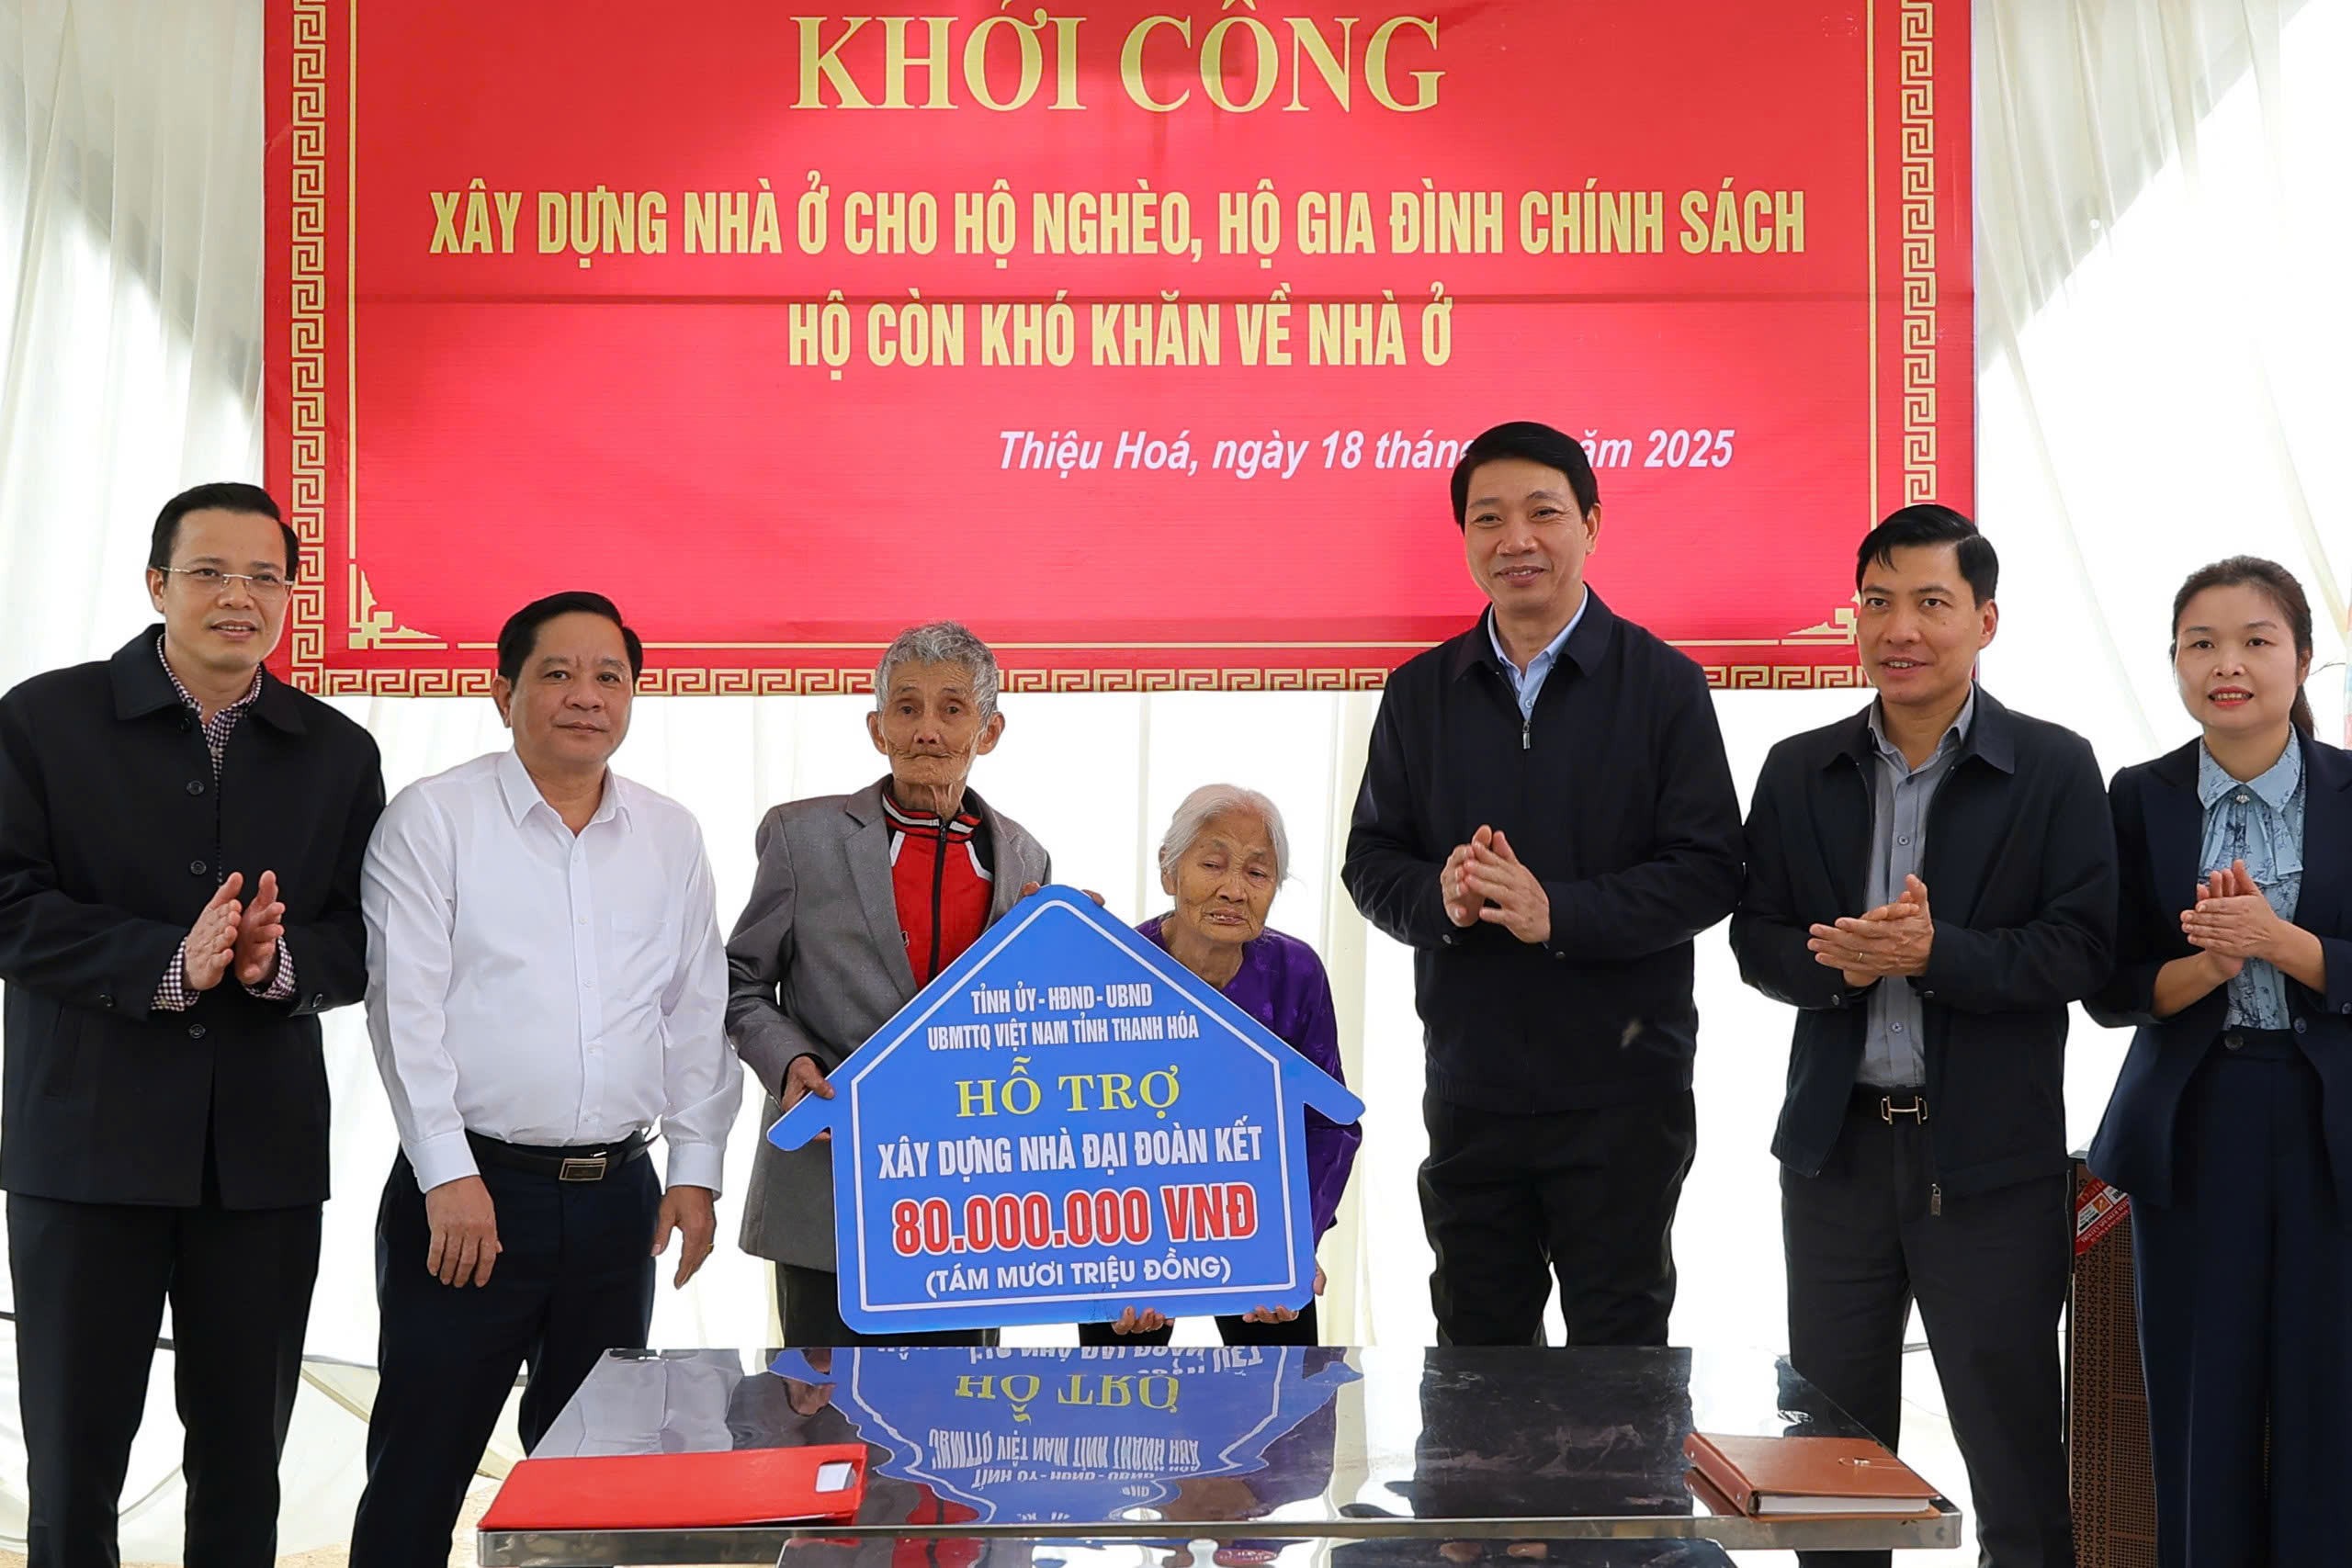 KHỞI CÔNG
XÂY DỰNG NHÀ Ở CHO HỘ NGHÈO, HỘ GIA ĐÌNH CHÍNH SÁCH
HỘ CÒN KHÓ KHĂN VỀ NHÀ Ở
Thiệu Hoá, ngày 18 2025
TỈNH ỦY - HĐND - UBND
UBMTTQ VIỆT NAM TỈNH THANH HÓA
HỖ TRỢ
XÂY DỰNG NHÀ ĐẠI ĐOÀN KẾT
80.000.000 VNĐ
(TÁM MƯƠI TRIỆU ĐỒNG)